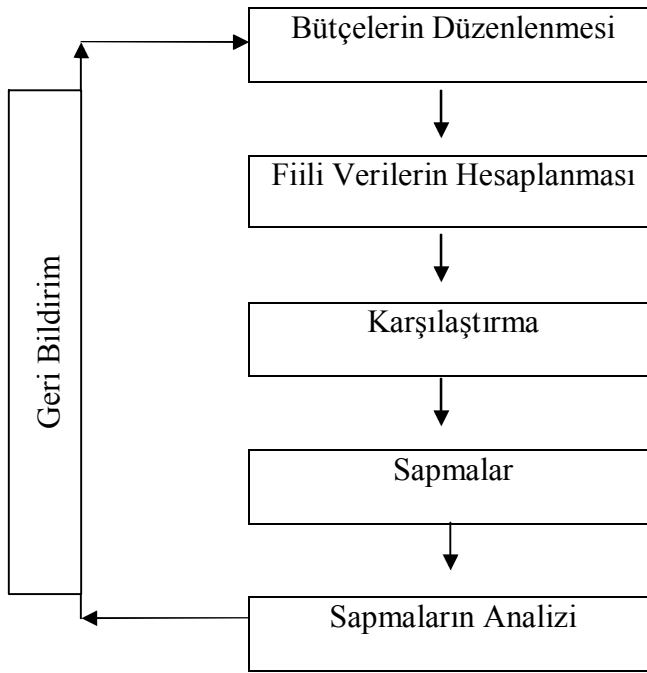 Bütçelerin Düzenlenmesi
Fiili Verilerin Hesaplanması
Karşılaştırma
Sapmalar
Sapmaların Analizi
Geri Bildirim